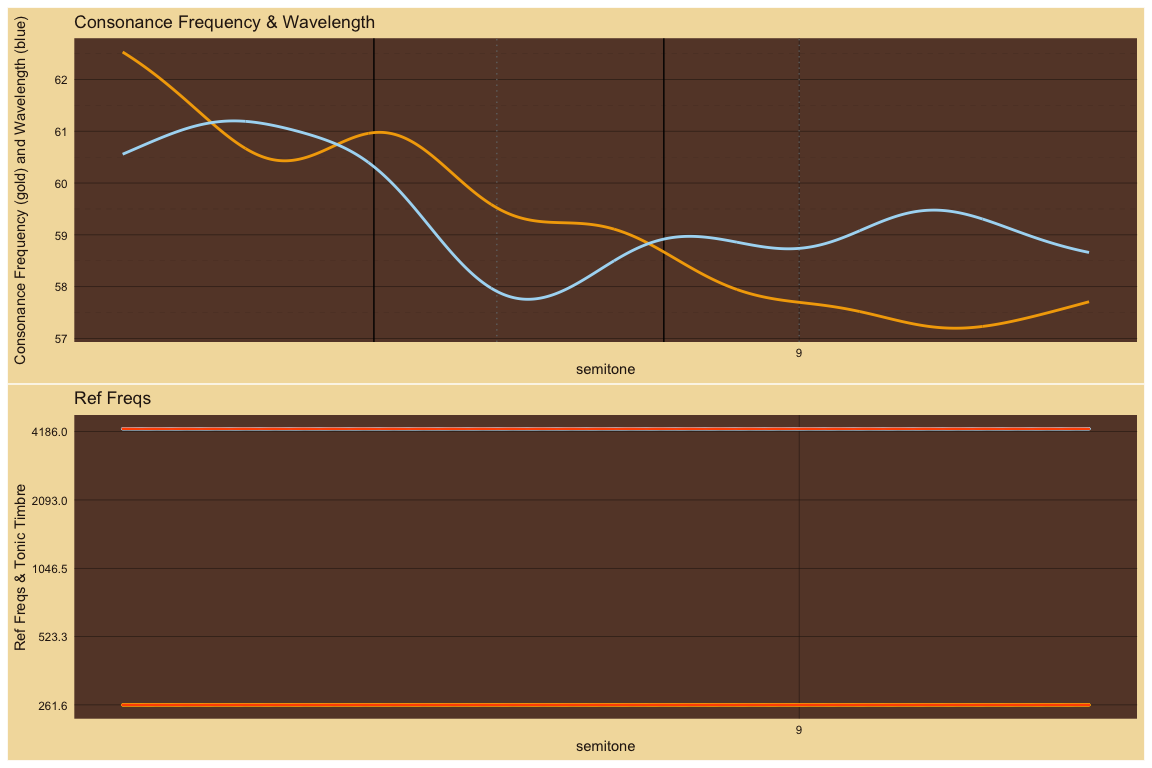 Consonance Frequency & Wavelength
Consonance Frequency (gold) and Wavelength (blue)
62
61
60
59
58
57
9
semitone
Ref Freqs
Ref Freqs & Tonic Timbre
4186.0
2093.0
1046.5
523.3
261.6
9
semitone